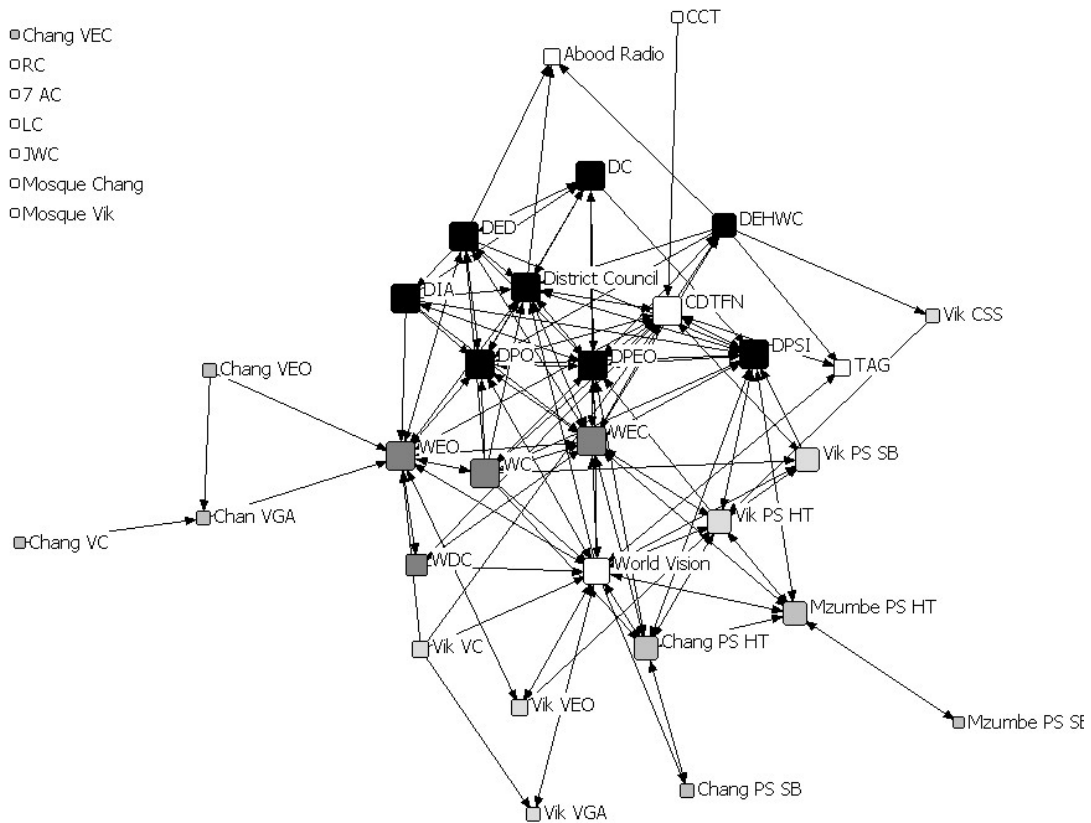 Chang VEC
RC
7 AC
LC
JWC
Mosque Chang
Mosque Vik
CCT
Abood Radio
DC
DED
DEHWC
District Council
DIA
CDTFN
Vik CSS
DPO
DPEO
DPSI
TAG
Chang VEO
WEO
WC
WEC
Vik PS SB
Chan VGA
Vik PS HT
Chang VC
WDC
World Vision
Mzumbe PS HT
Vik VC
Chang PS HT
Vik VEO
Mzumbe PS SB
Chang PS SB
Vik VGA